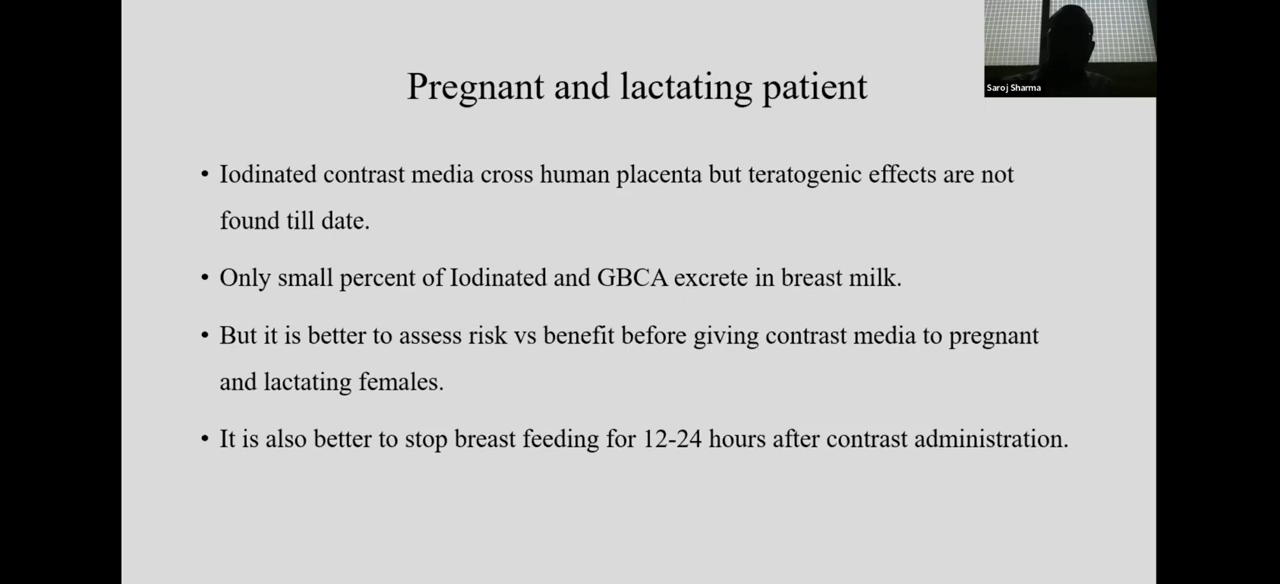 Pregnant and lactating patient
Saroj Sharma
• Iodinated contrast media cross human placenta but teratogenic effects are not
found till date.
• Only small percent of Iodinated and GBCA excrete in breast milk.
• But it is better to assess risk vs benefit before giving contrast media to pregnant
and lactating females.
• It is also better to stop breast feeding for 12-24 hours after contrast administration.